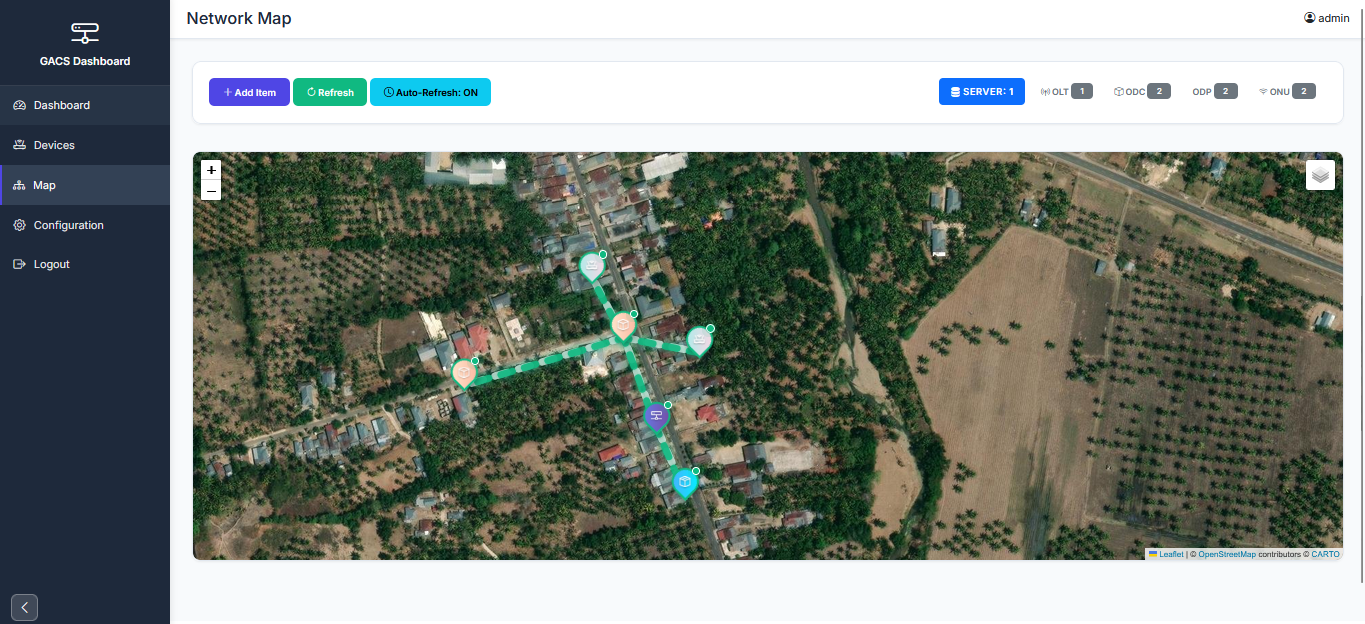 Network Map
admin
GACS Dashboard
Dashboard
Devices
Map
Configuration
Logout
+ Add Item
Refresh
Auto-Refresh: ON
SERVER: 1
OLT 1
ODC 2
ODP 2
ONU 2
+
−
Leaflet | © OpenStreetMap contributors © CARTO